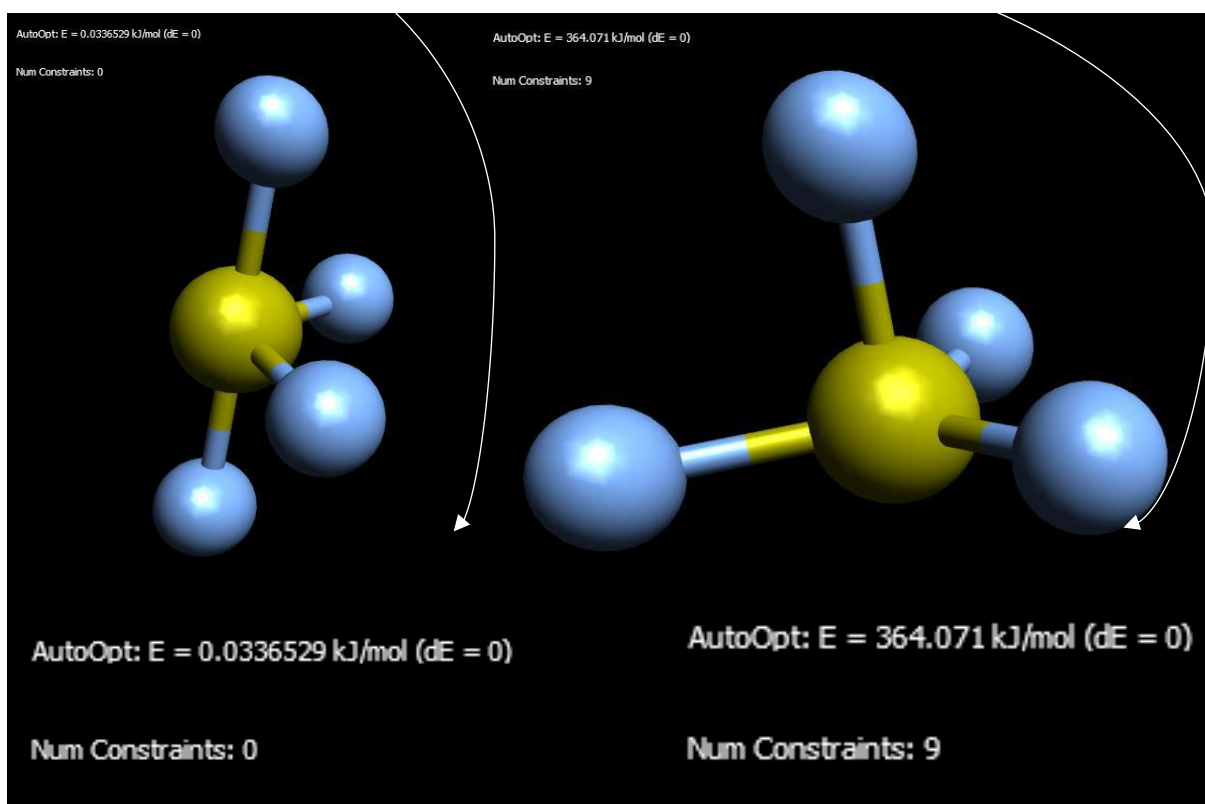 AutoOpt: E = 0.0336529 kJ/mol (dE = 0)
Num Constraints: 0
AutoOpt: E = 364.071 kJ/mol (dE = 0)
Num Constraints: 9
AutoOpt: E = 0.0336529 kJ/mol (dE = 0)
Num Constraints: 0
AutoOpt: E = 364.071 kJ/mol (dE = 0)
Num Constraints: 9